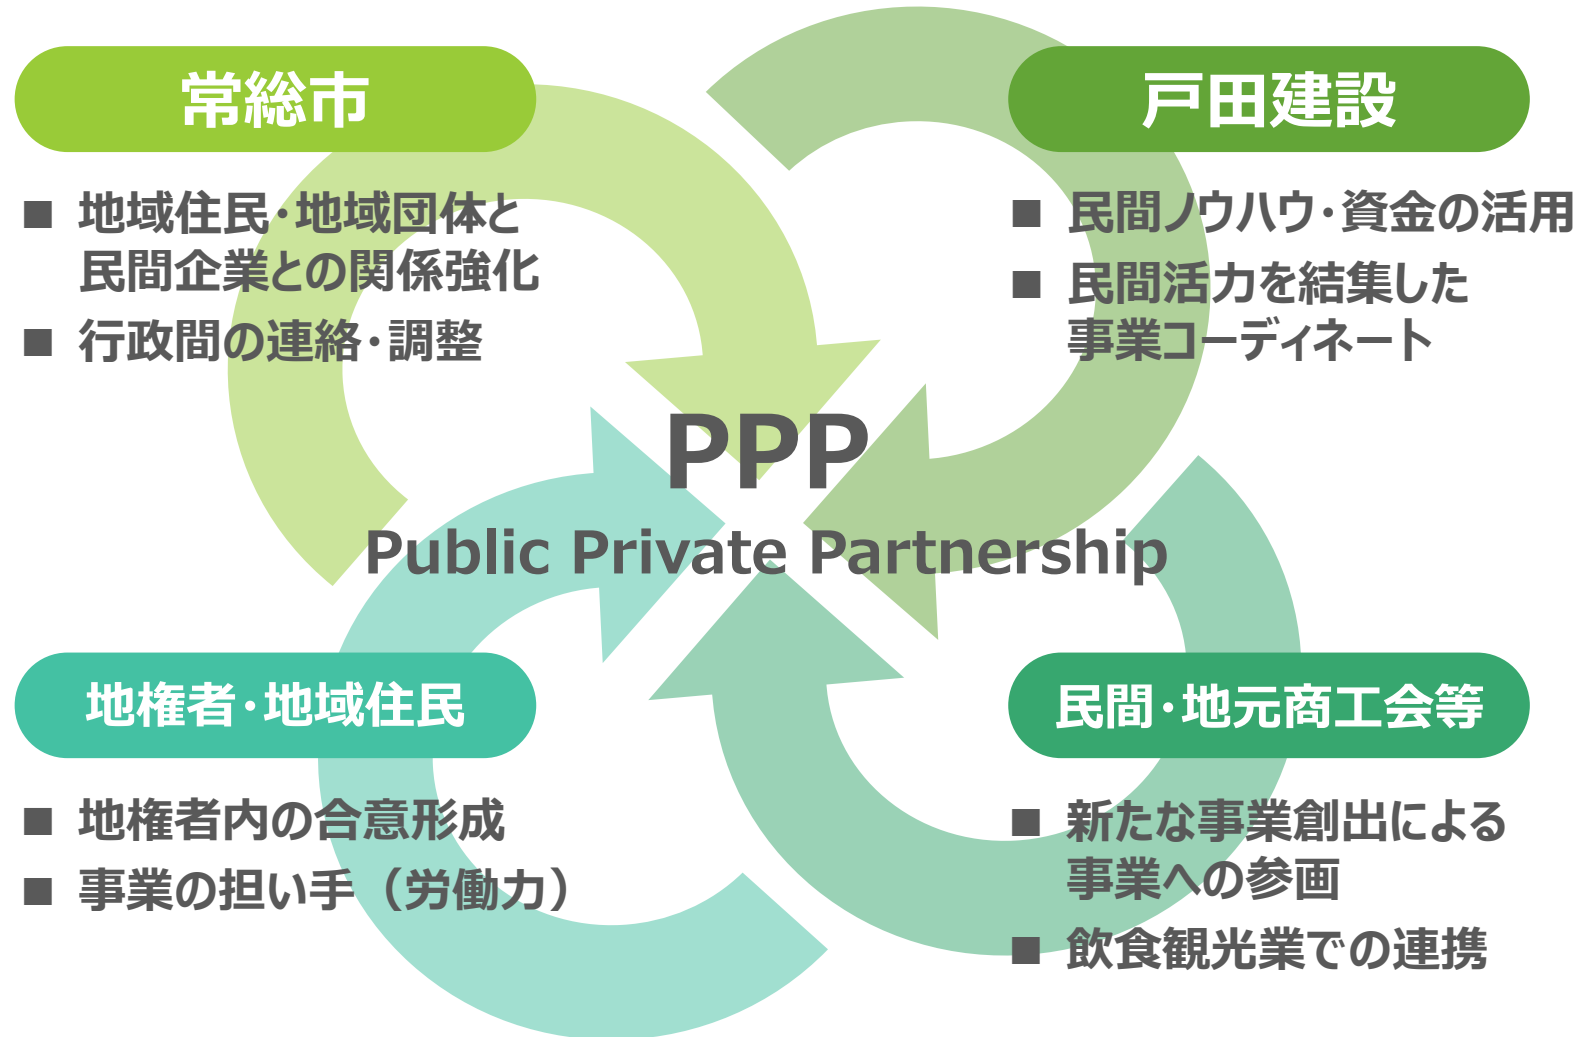 常総市
■ 地域住民・地域団体と
民間企業との関係強化
■ 行政間の連絡・調整
戸田建設
■ 民間ノウハウ・資金の活用
■ 民間活力を結集した
事業コーディネート
PPP
Public Private Partnership
地権者・地域住民
■ 地権者内の合意形成
■ 事業の担い手（労働力）
民間・地元商工会等
■ 新たな事業創出による
事業への参画
■ 飲食観光業での連携